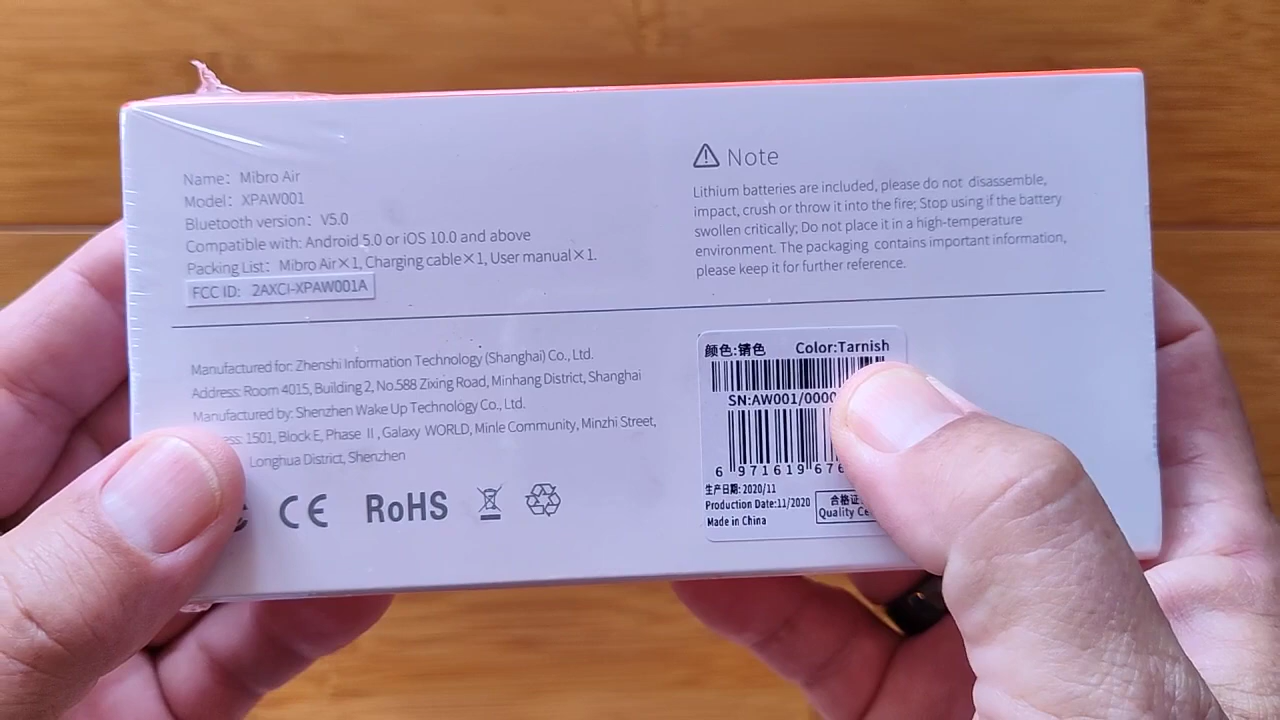 Name: Mibro Air
Model: XPAW001
Bluetooth version: V5.0
Compatible with: Android 5.0 or iOS 10.0 and above
Packing List: Mibro Air×1, Charging cable×1, User manual×1.
FCC ID: 2AXCI-XPAW001A
Note
Lithium batteries are included, please do not disassemble,
impact, crush or throw it into the fire; Stop using if the battery
swollen critically; Do not place it in a high-temperature
environment. The packaging contains important information,
please keep it for further reference.
Manufactured for: Zhenshi Information Technology (Shanghai) Co., Ltd.
Address: Room 4015, Building 2, No.588 Zixing Road, Minhang District, Shanghai
Manufactured by: Shenzhen Wake Up Technology Co., Ltd.
1501, Block E, Phase II, Galaxy WORLD, Minle Community, Minzhi Street,
Longhua District, Shenzhen
CE RoHS
颜色:锖色 Color:Tarnish
SN:AW001/0000
6 971619 676
生产日期: 2020/11
Production Date:11/2020
Made in China
合格证
Quality